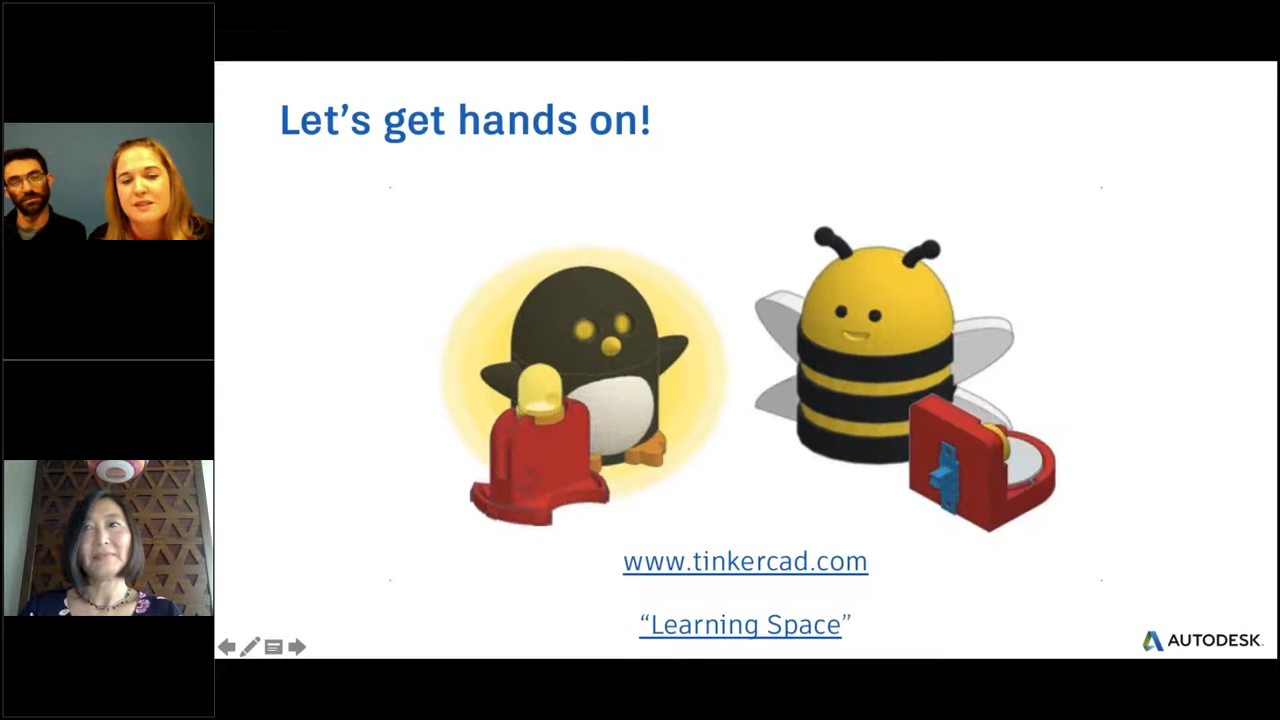 Let's get hands on!
www.tinkercad.com
“Learning Space”
AUTODESK.